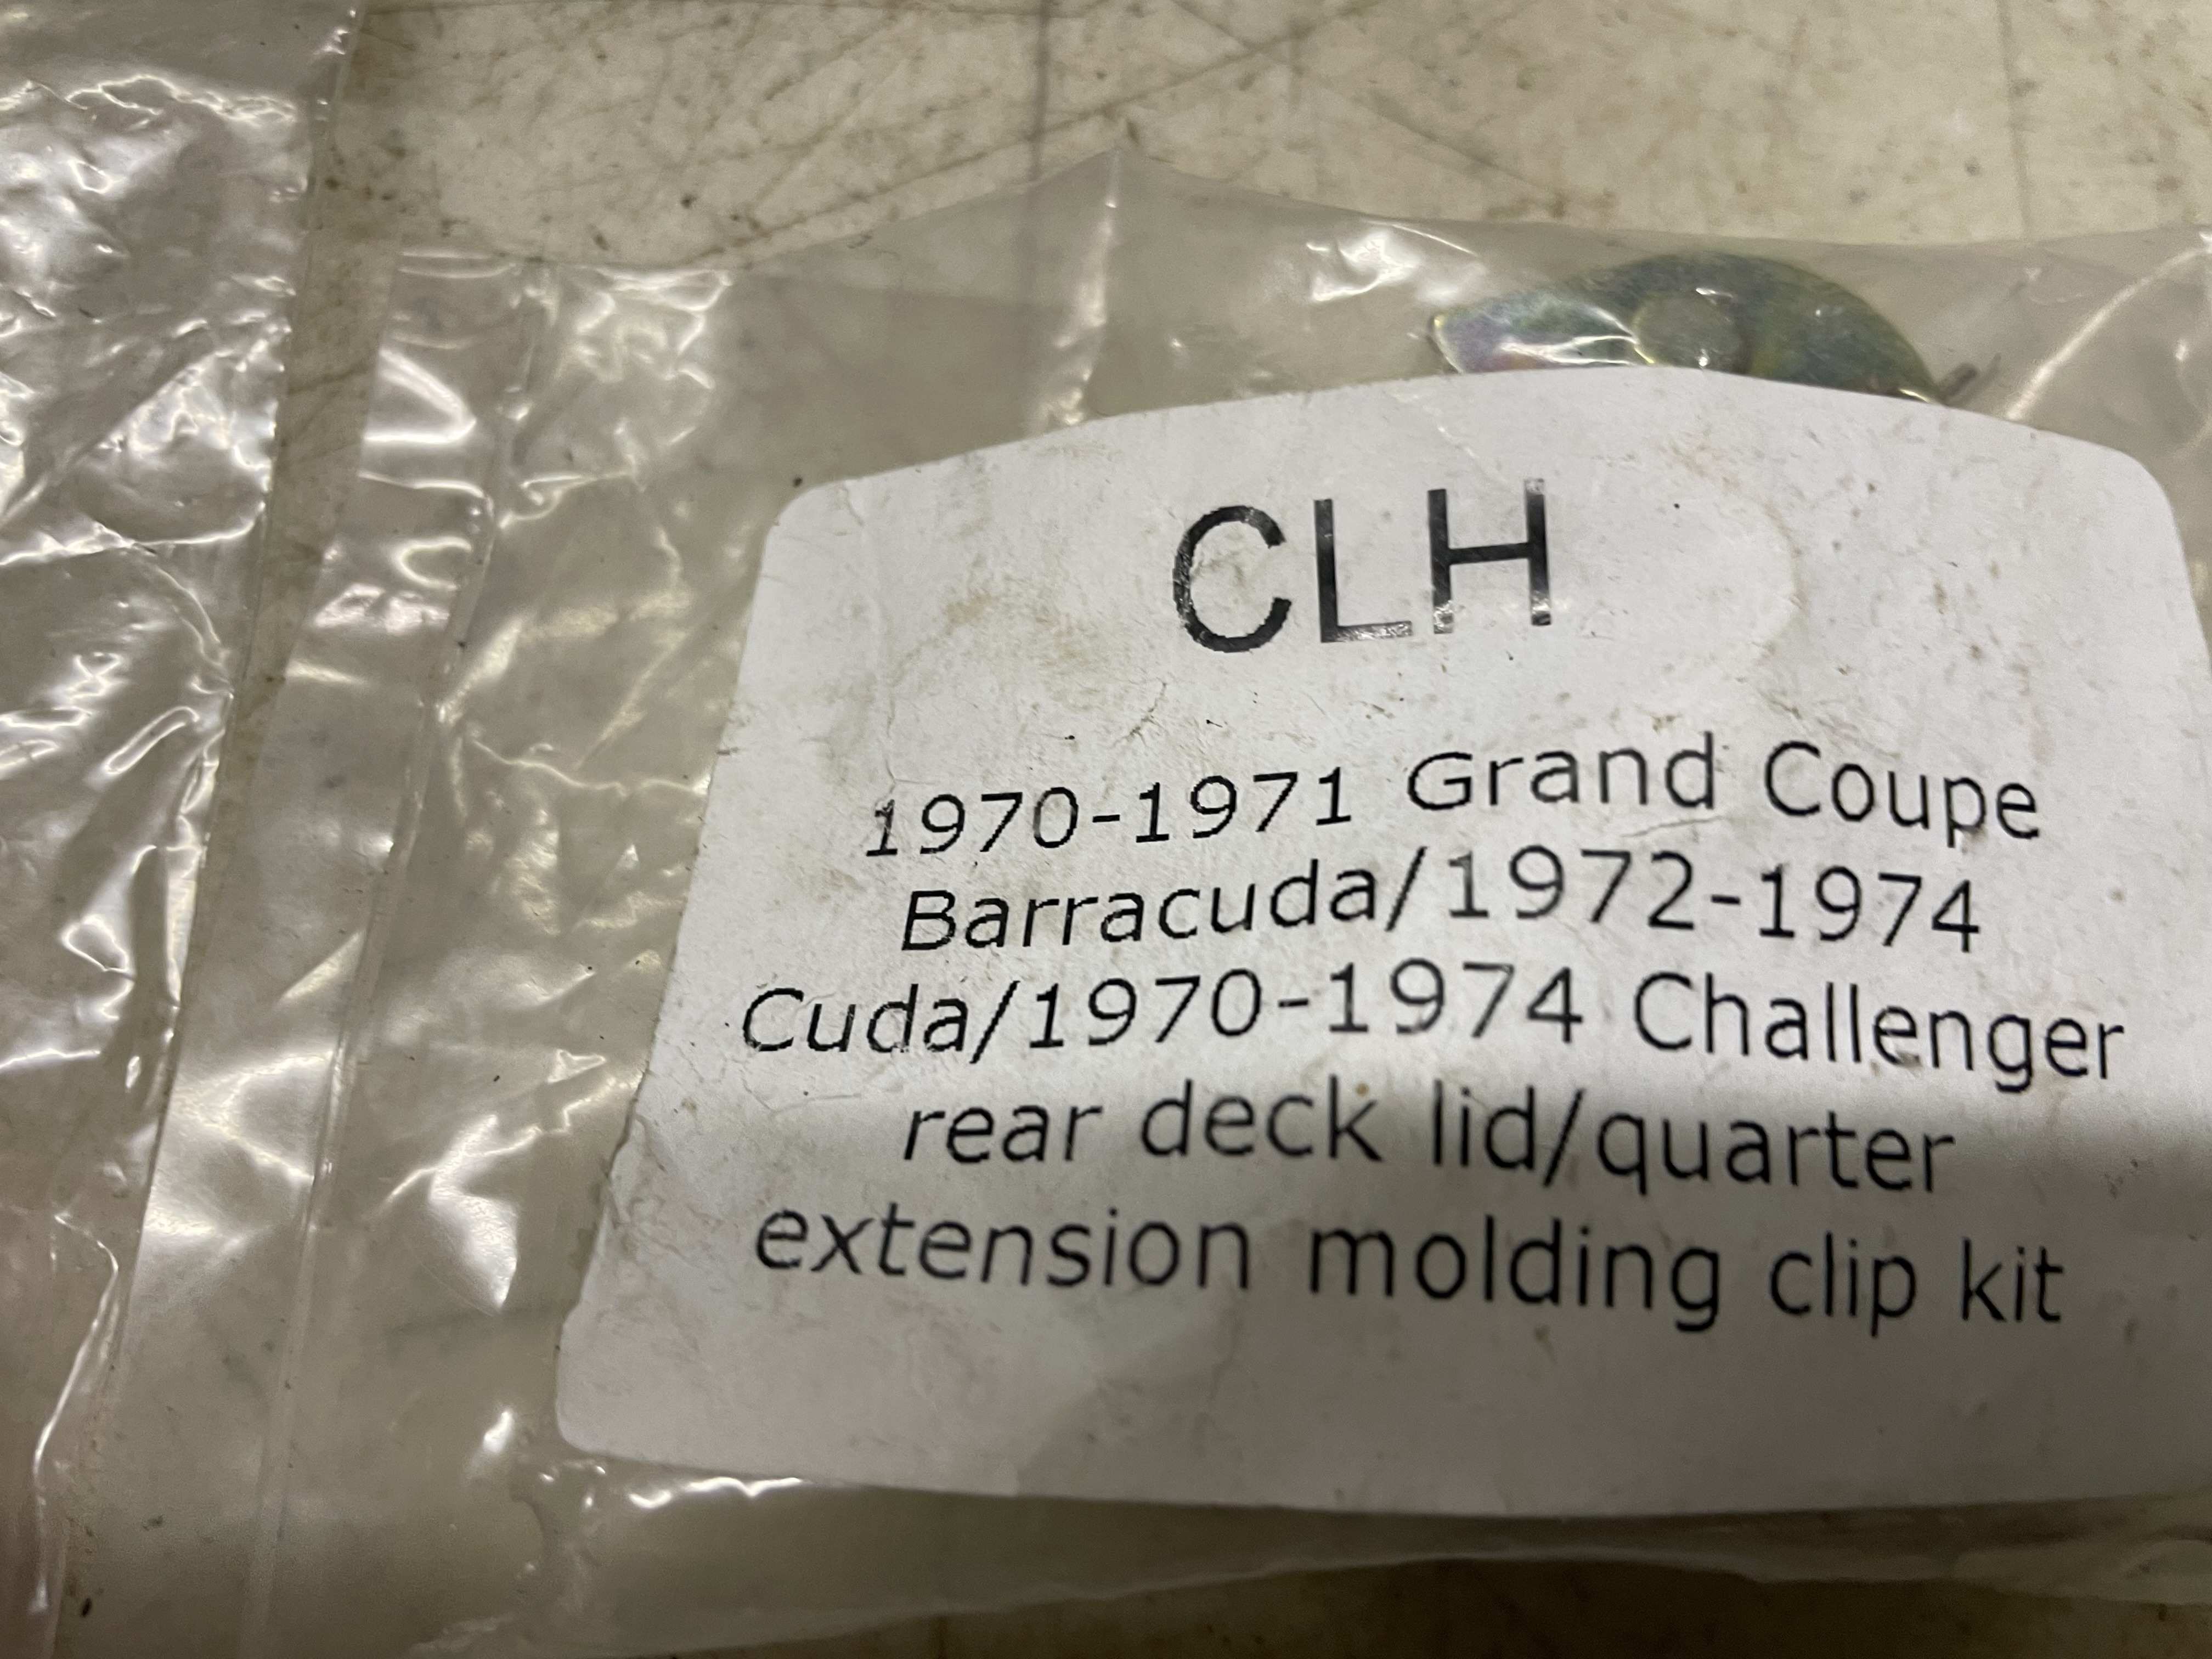 CLH
1970-1971 Grand Coupe
Barracuda/1972-1974
Cuda/1970-1974 Challenger
rear deck lid/quarter
extension molding clip kit